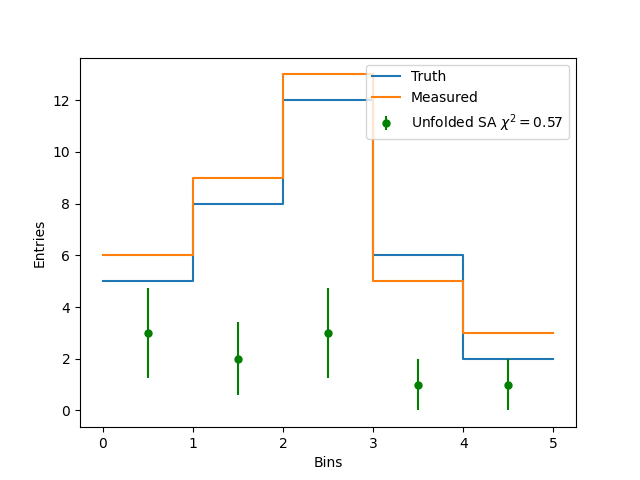 Truth
Measured
Unfolded SA χ² = 0.57
12
10
8
6
4
2
0
Entries
0 1 2 3 4 5
Bins